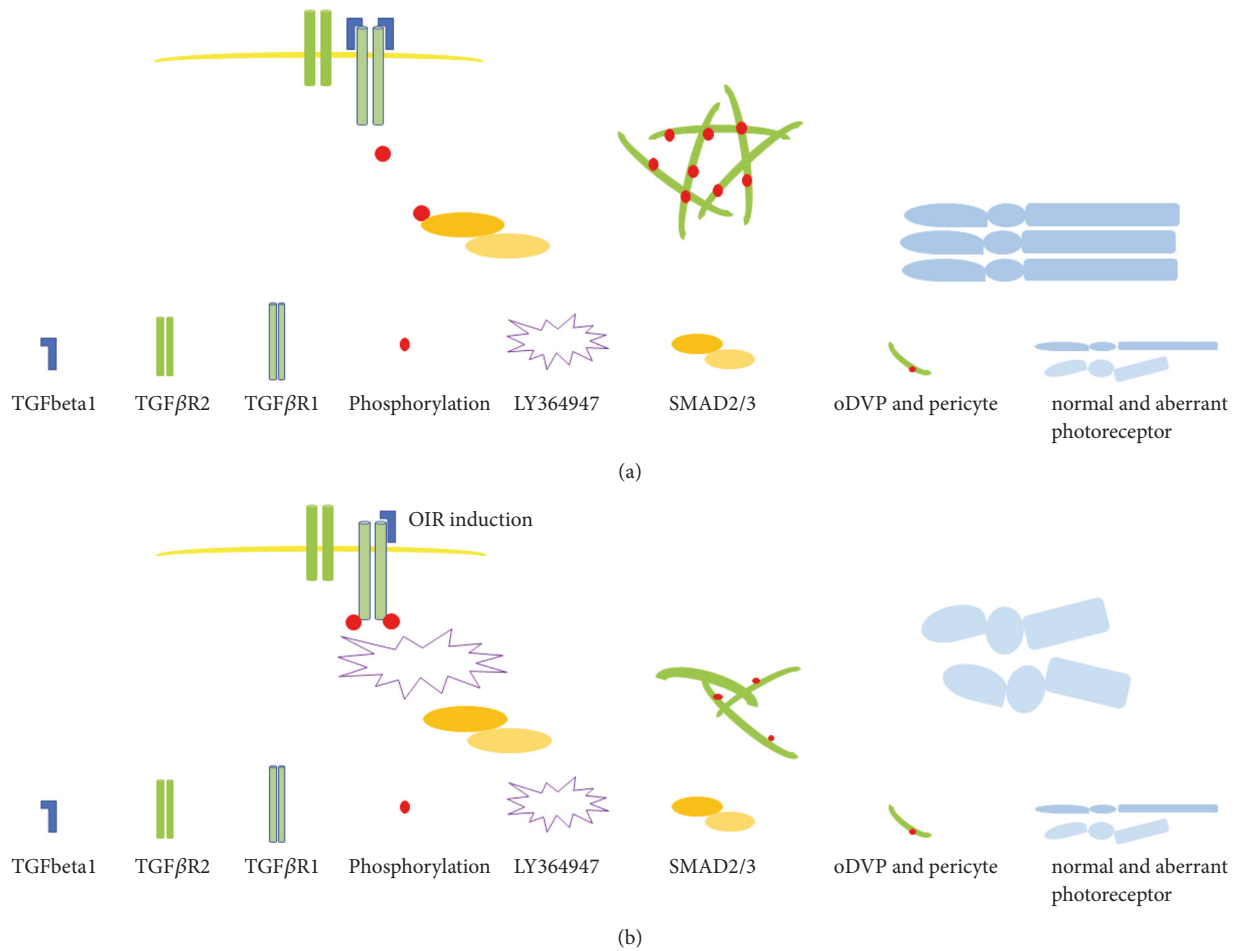 TGFbeta1 TGFβR2 TGFβR1 Phosphorylation LY364947 SMAD2/3 oDVP and pericyte normal and aberrant
photoreceptor
(a)
OIR induction
TGFbeta1 TGFβR2 TGFβR1 Phosphorylation LY364947 SMAD2/3 oDVP and pericyte normal and aberrant
photoreceptor
(b)